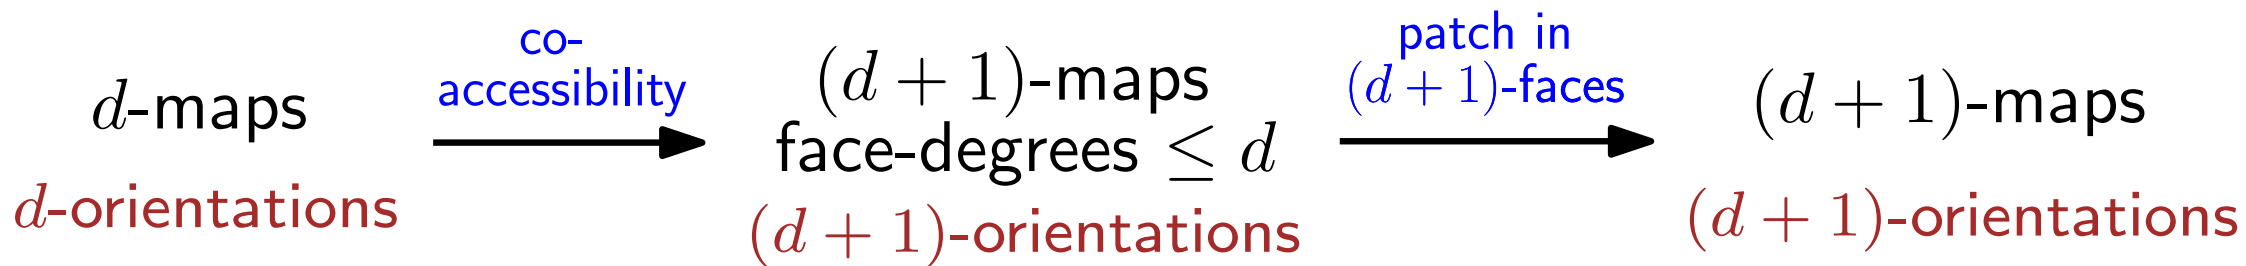 d-maps
d-orientations
co-
accessibility
(d + 1)-maps
face-degrees ≤ d
(d + 1)-orientations
patch in
(d + 1)-faces
(d + 1)-maps
(d + 1)-orientations